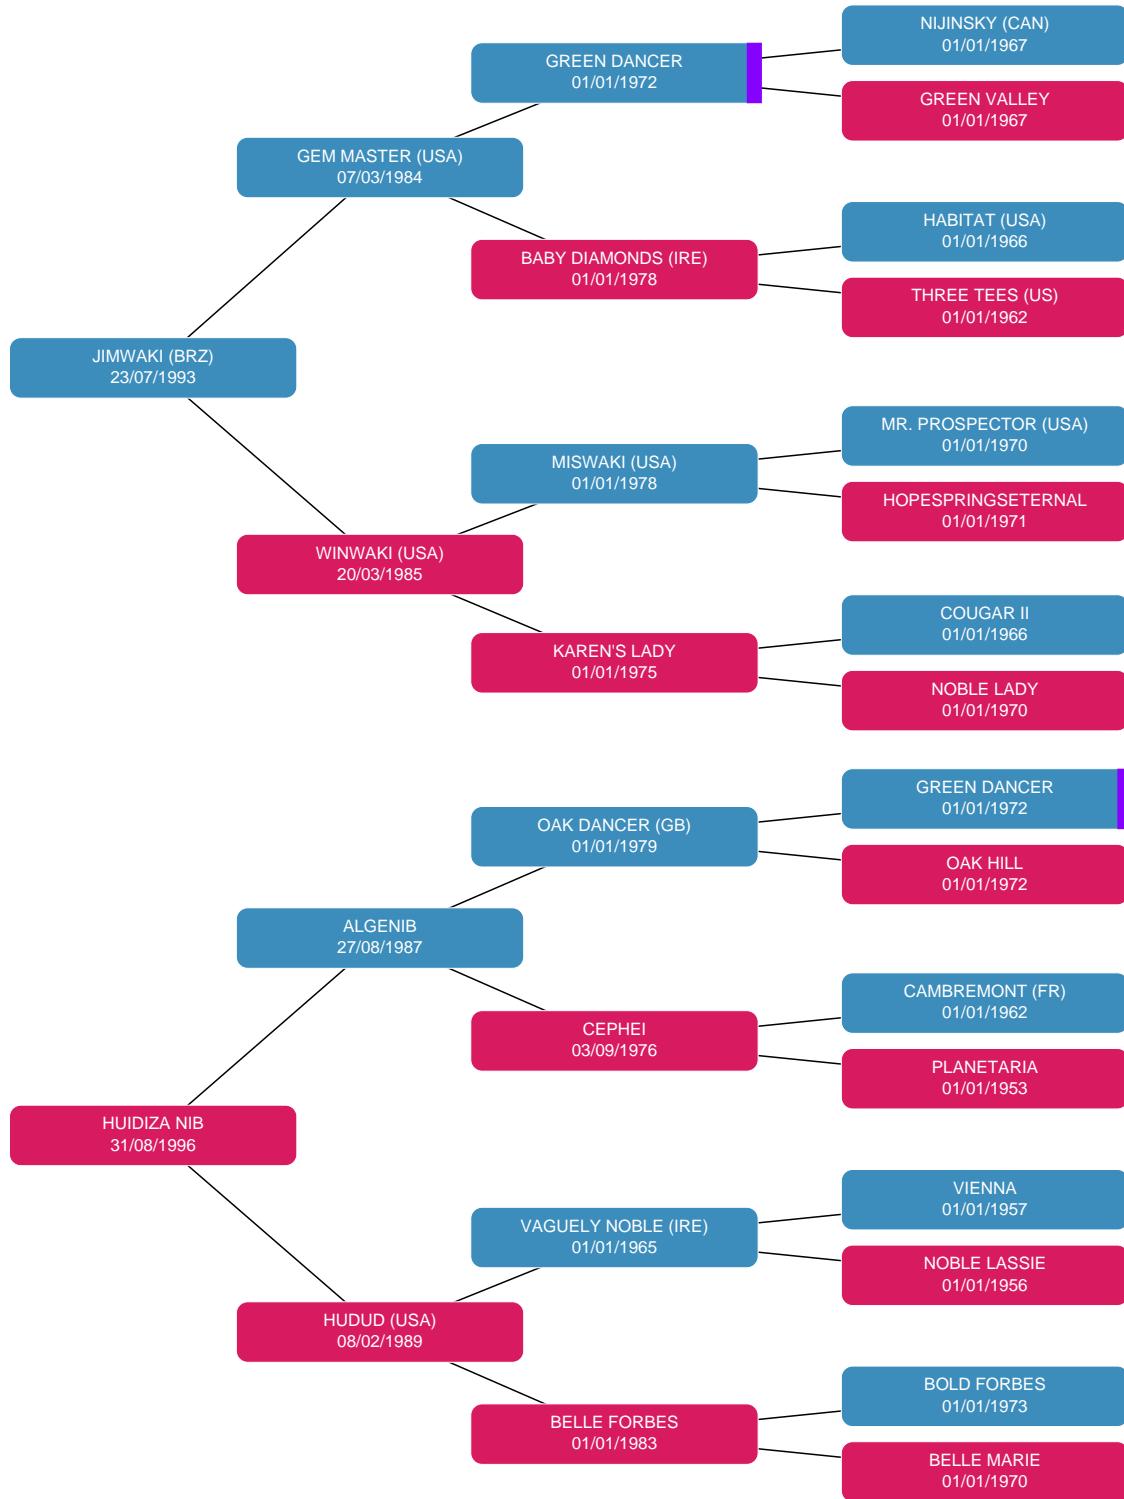 NIJINSKY (CAN)
01/01/1967
GREEN DANCER
01/01/1972
GREEN VALLEY
01/01/1967
GEM MASTER (USA)
07/03/1984
HABITAT (USA)
01/01/1966
BABY DIAMONDS (IRE)
01/01/1978
THREE TEES (US)
01/01/1962
JIMWAKI (BRZ)
23/07/1993
MR. PROSPECTOR (USA)
01/01/1970
MISWAKI (USA)
01/01/1978
HOPESPRINGSETERNAL
01/01/1971
WINWAKI (USA)
20/03/1985
COUGAR II
01/01/1966
KAREN'S LADY
01/01/1975
NOBLE LADY
01/01/1970
GREEN DANCER
01/01/1972
OAK DANCER (GB)
01/01/1979
OAK HILL
01/01/1972
ALGENIB
27/08/1987
CAMBREMONT (FR)
01/01/1962
CEPHEI
03/09/1976
PLANETARIA
01/01/1953
HUIDIZA NIB
31/08/1996
VIENNA
01/01/1957
VAGUELY NOBLE (IRE)
01/01/1965
NOBLE LASSIE
01/01/1956
HUDUD (USA)
08/02/1989
BOLD FORBES
01/01/1973
BELLE FORBES
01/01/1983
BELLE MARIE
01/01/1970